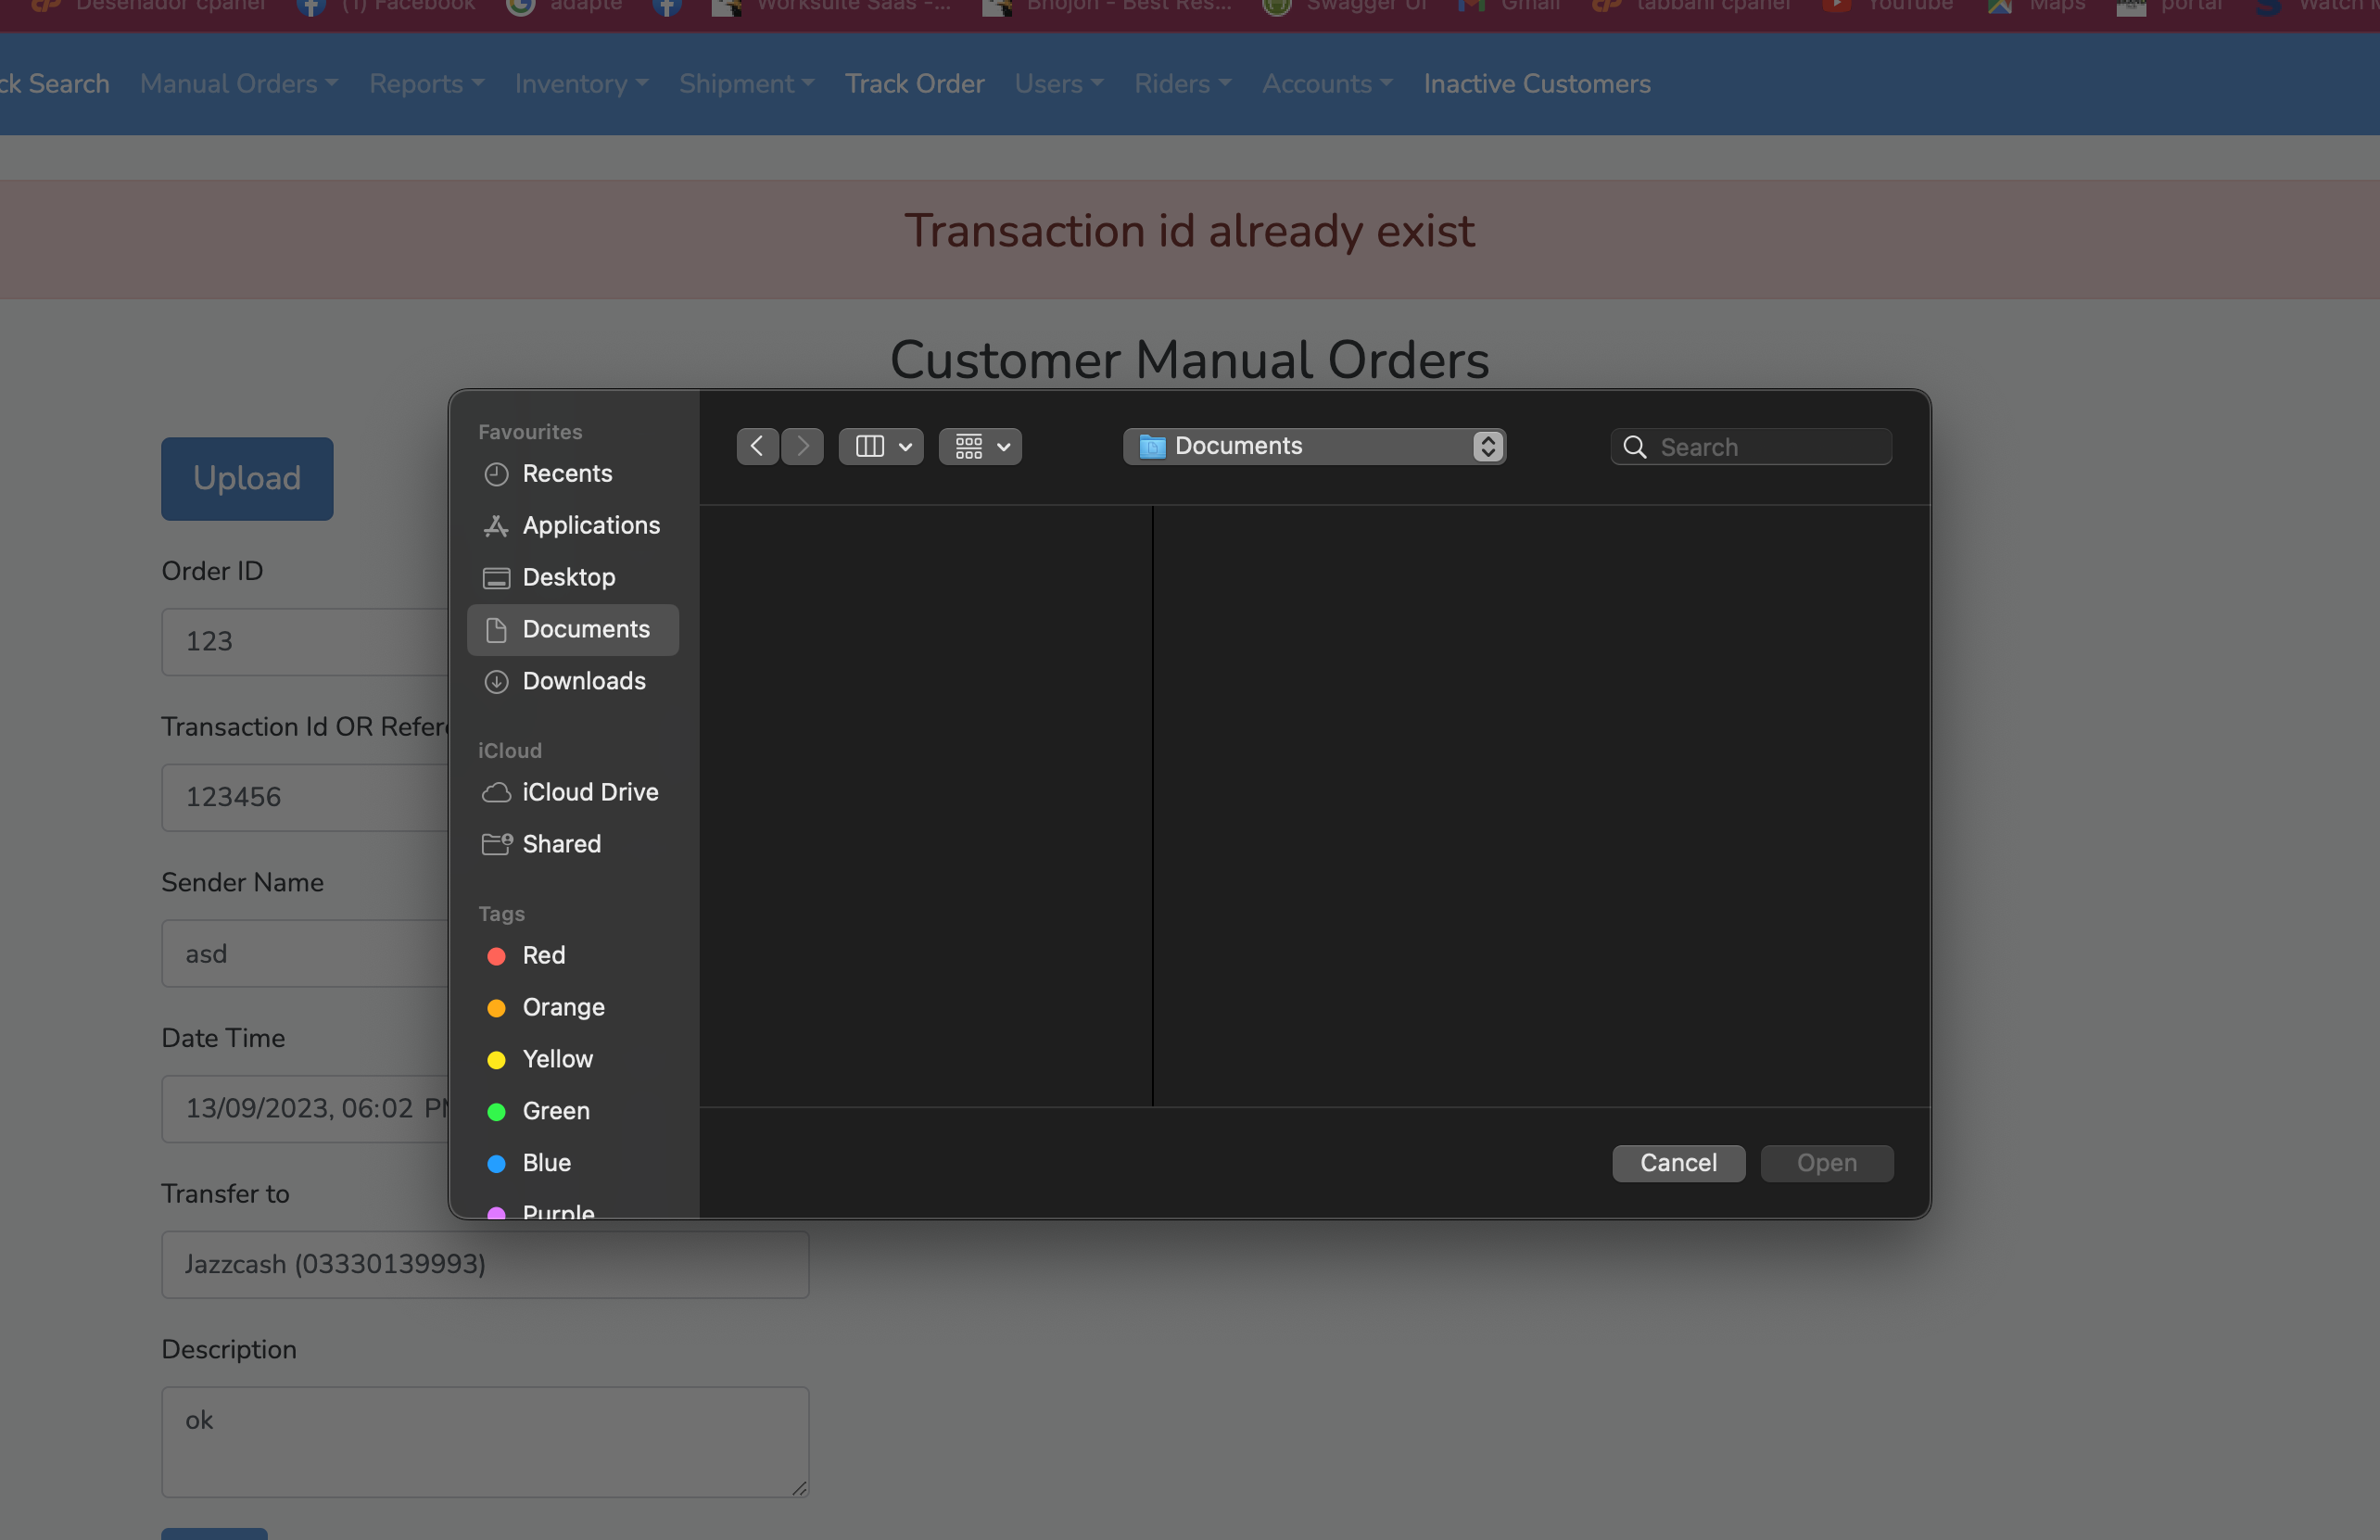 Desenador cpanel (1) Facebook adapte Worksuite Saas -... Bhojon - Best Res... Swagger UI Gmail tabbani cpanel YouTube Maps portal Watch
ck Search Manual Orders Reports Inventory Shipment Track Order Users Riders Accounts Inactive Customers
Transaction id already exist
Customer Manual Orders
Upload
Order ID
123
Transaction Id OR Refere
123456
Sender Name
asd
Date Time
13/09/2023, 06:02 PM
Transfer to
Jazzcash (03330139993)
Description
ok
Favourites
Recents
Applications
Desktop
Documents
Downloads
iCloud
iCloud Drive
Shared
Tags
Red
Orange
Yellow
Green
Blue
Purple
Documents
Search
Cancel Open